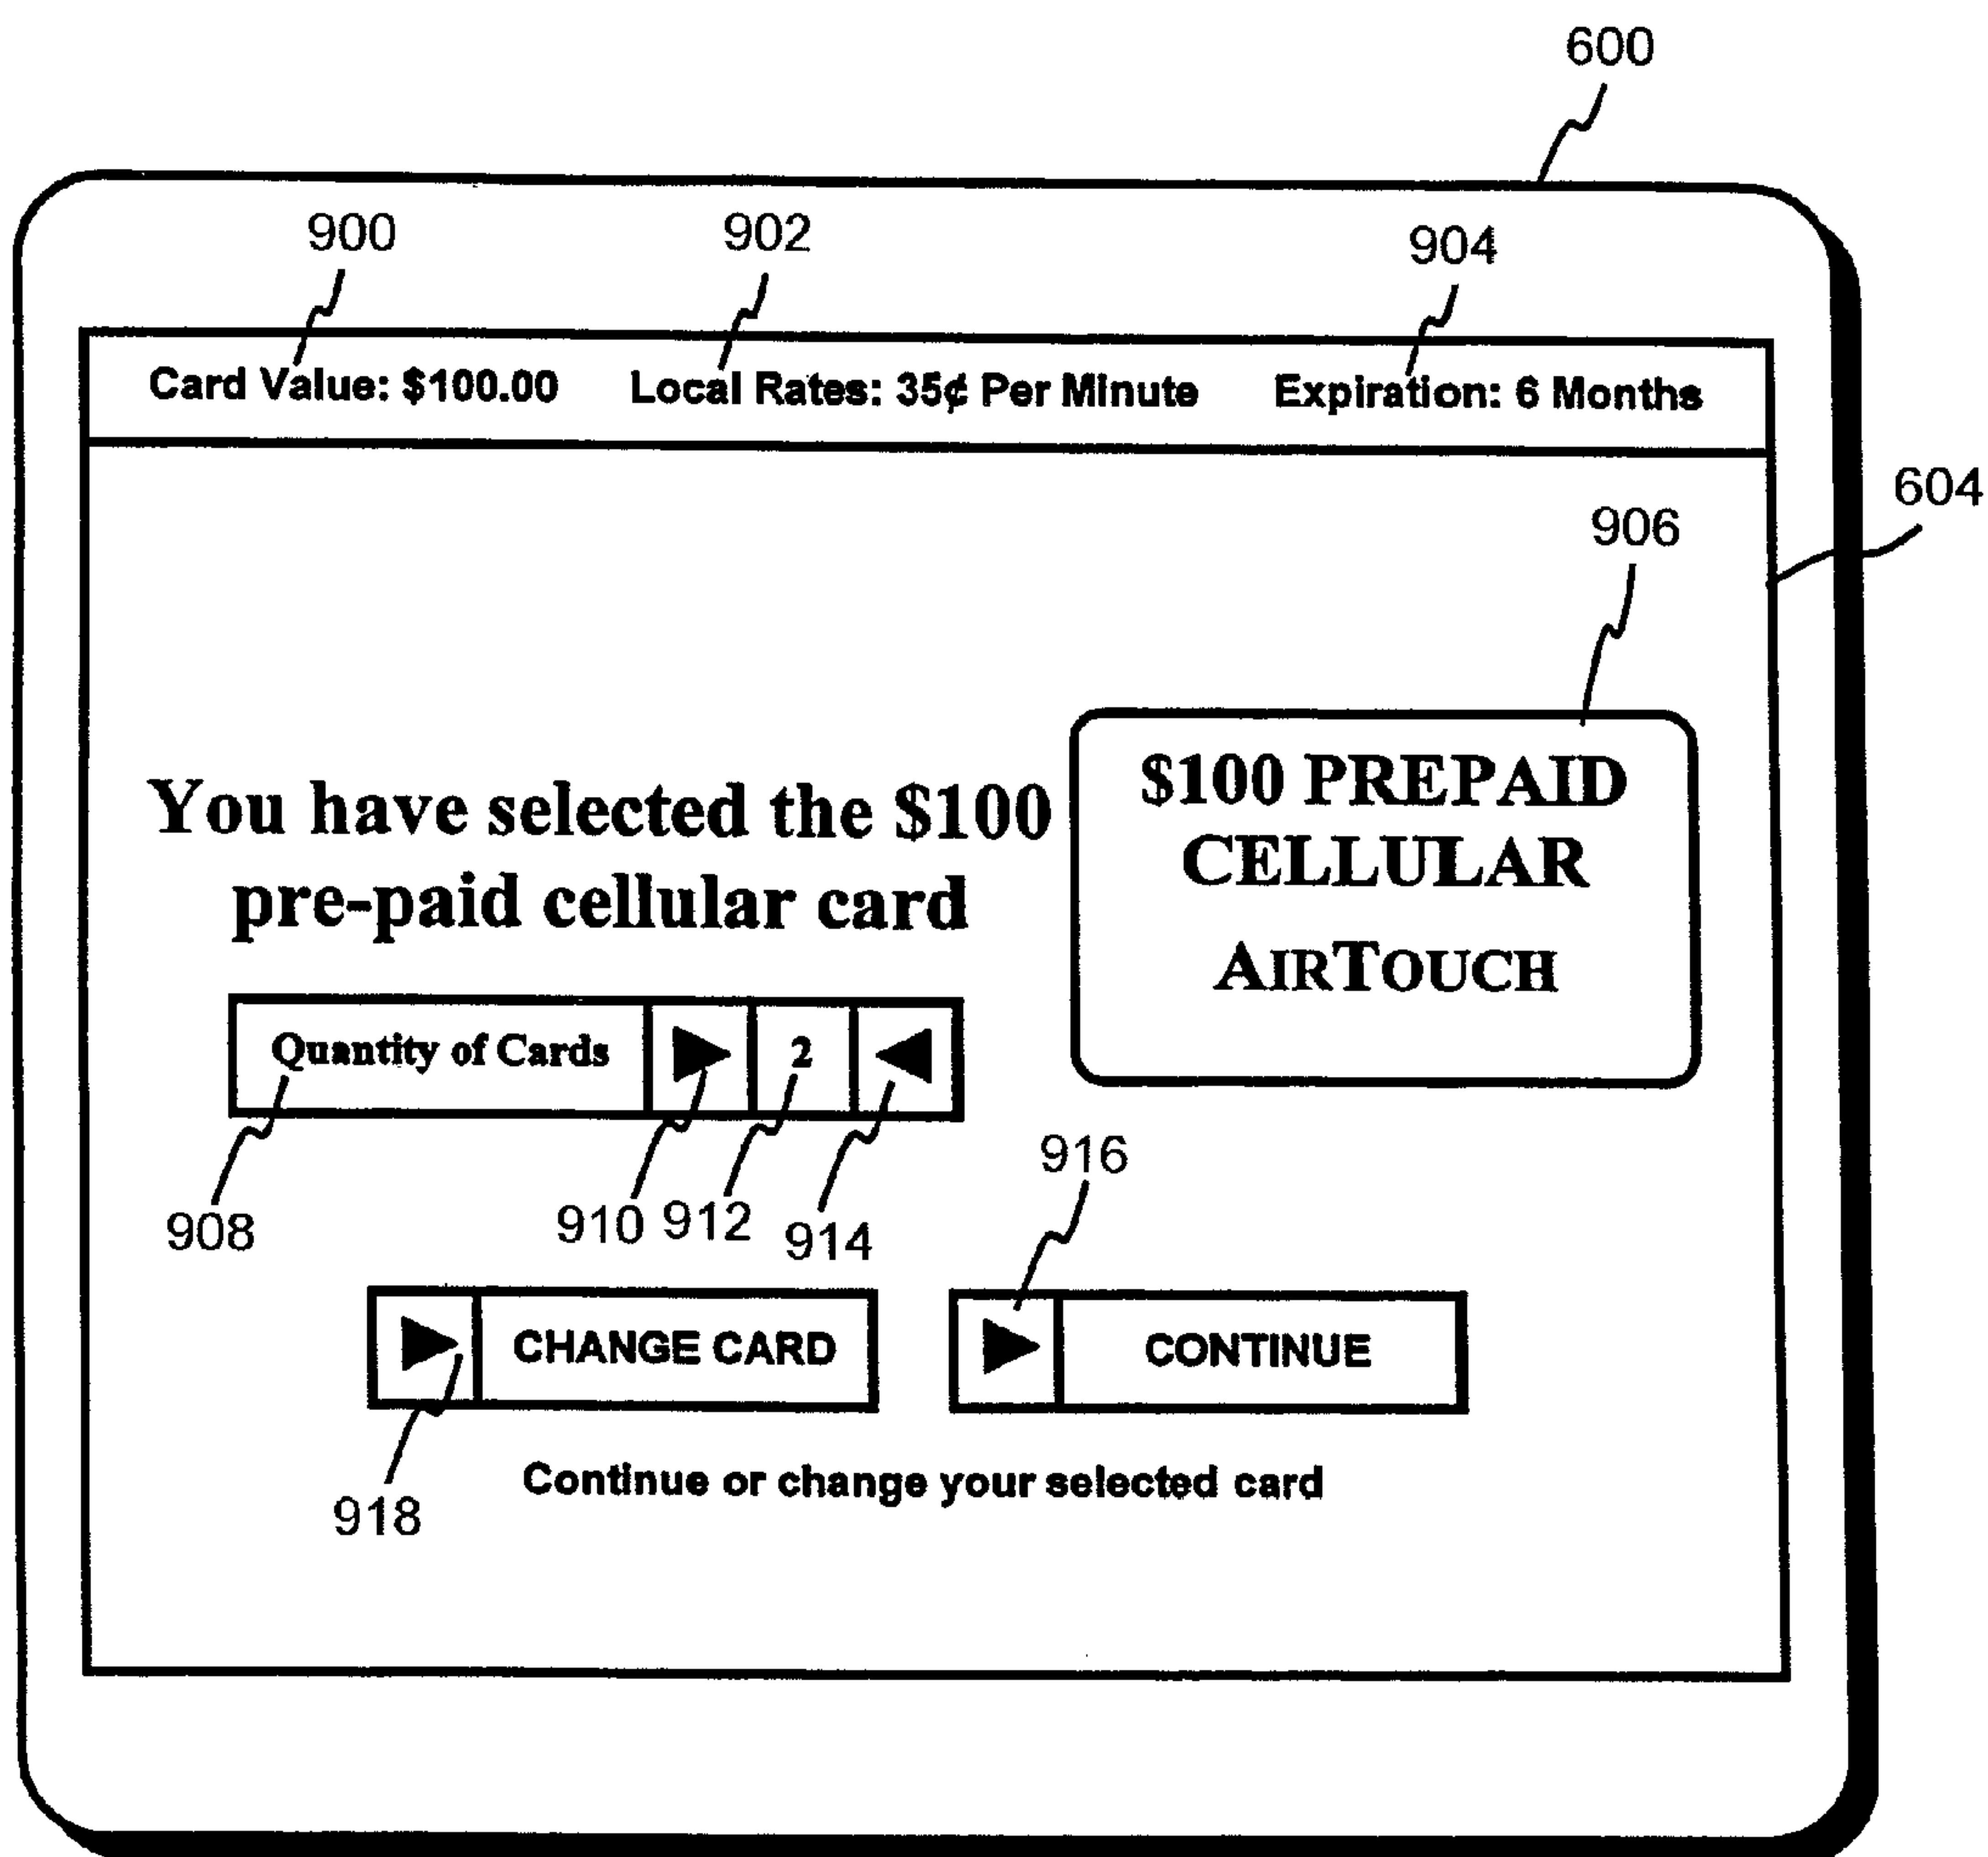 600
900 902 904
Card Value: $100.00 Local Rates: 35¢ Per Minute Expiration: 6 Months
604
906
You have selected the $100
pre-paid cellular card
$100 PREPAID
CELLULAR
AIRTOUCH
Quantity of Cards 2
908 910 912 914
916
CHANGE CARD CONTINUE
Continue or change your selected card
918